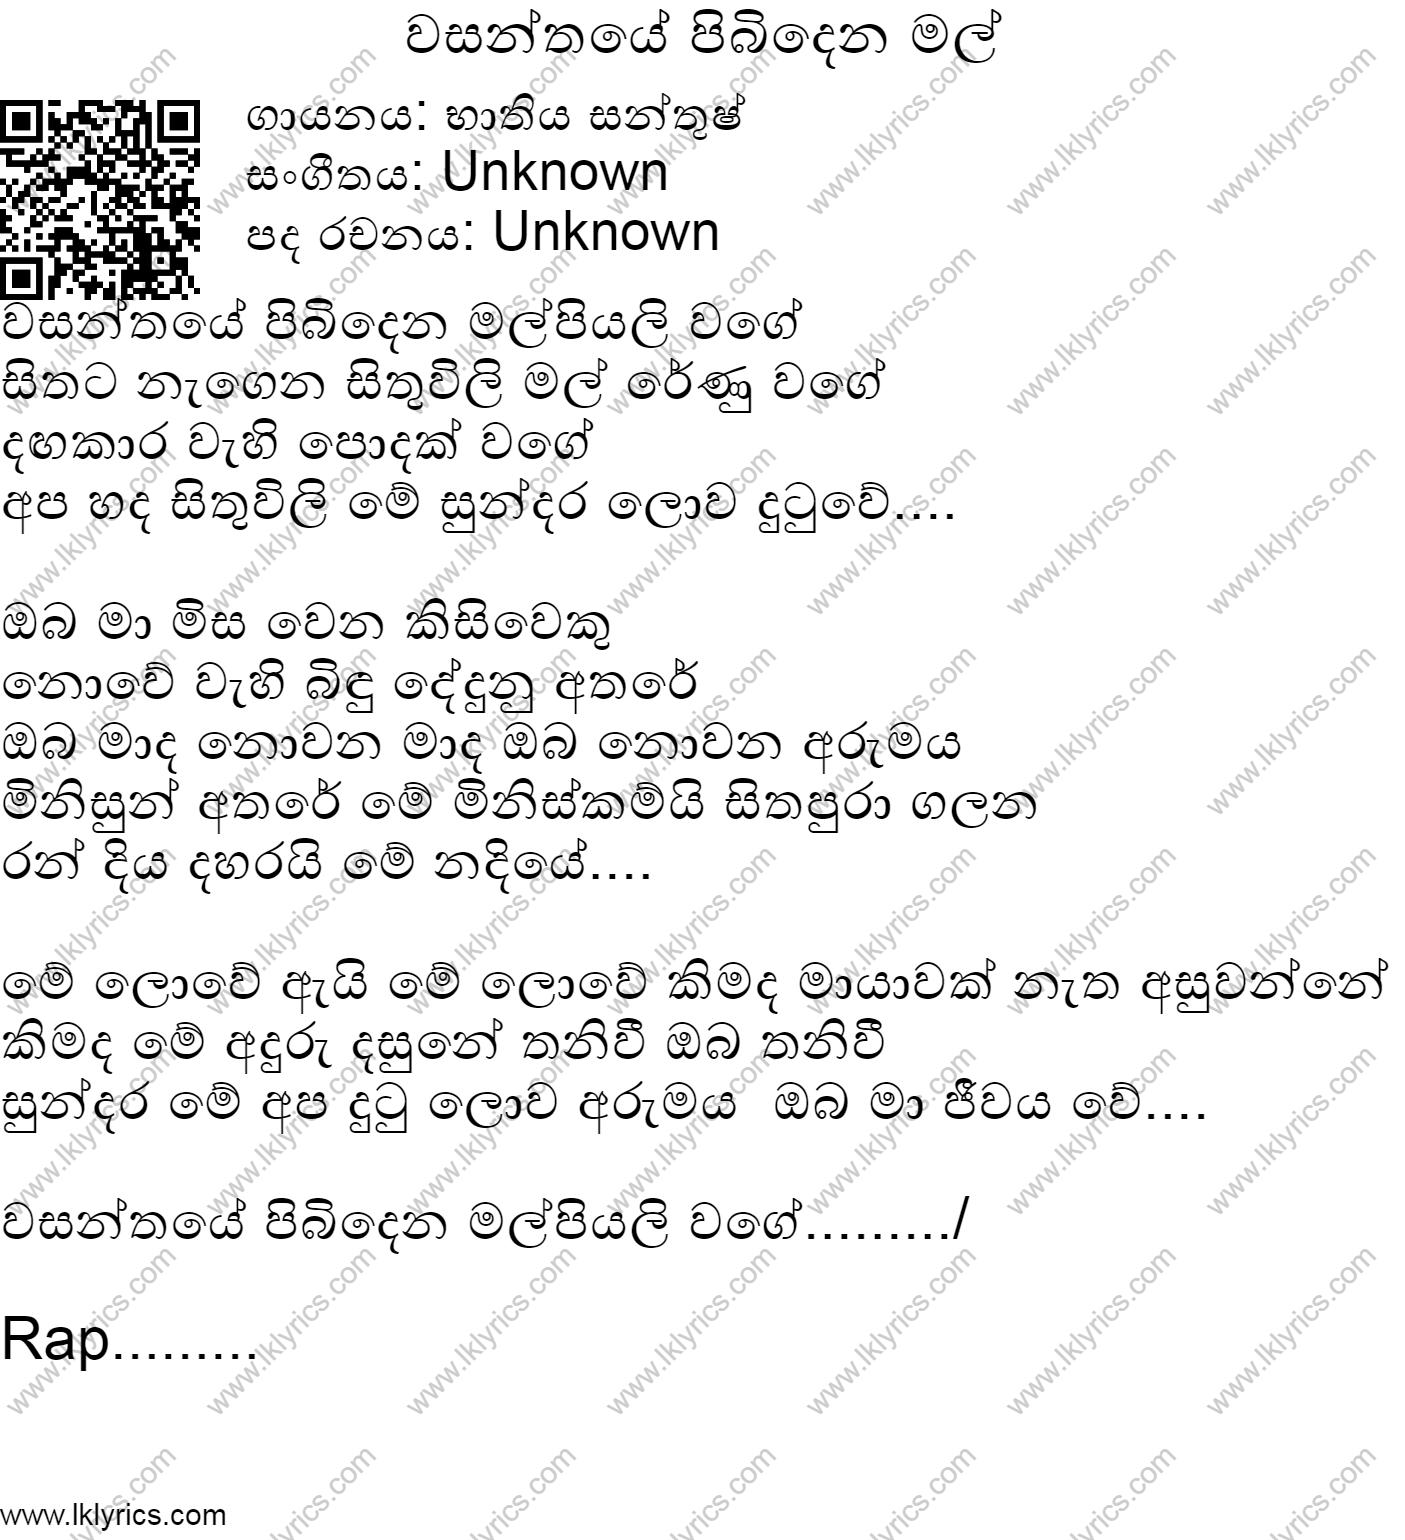 වසන්තයේ පිබිදෙන මල්
ගායනය: භාතිය සන්තුෂ්
සංගීතය: Unknown
පද රචනය: Unknown
වසන්තයේ පිබිදෙන මල්පියලි වගේ
සිතට නැගෙන සිතුවිලි මල් රේණු වගේ
දඟකාර වැහි පොදක් වගේ
අප හද සිතුවිලි මේ සුන්දර ලොව දුටුවේ....
ඔබ මා මිස වෙන කිසිවෙකු
නොවේ වැහි බිඳු දේදුනු අතරේ
ඔබ මාද නොවන මාද ඔබ නොවන අරුමය
මිනිසුන් අතරේ මේ මිනිස්කම්යි සිතපුරා ගලන
රන් දිය දහරයි මේ නදියේ....
මේ ලොවේ ඇයි මේ ලොවේ කිමද මායාවක් නැත අසුවන්නේ
කිමද මේ අදුරු දසුනේ තනිවී ඔබ තනිවී
සුන්දර මේ අප දුටු ලොව අරුමය  ඔබ මා ජීවය වේ....
වසන්තයේ පිබිදෙන මල්පියලි වගේ........./
Rap.........
www.lklyrics.com